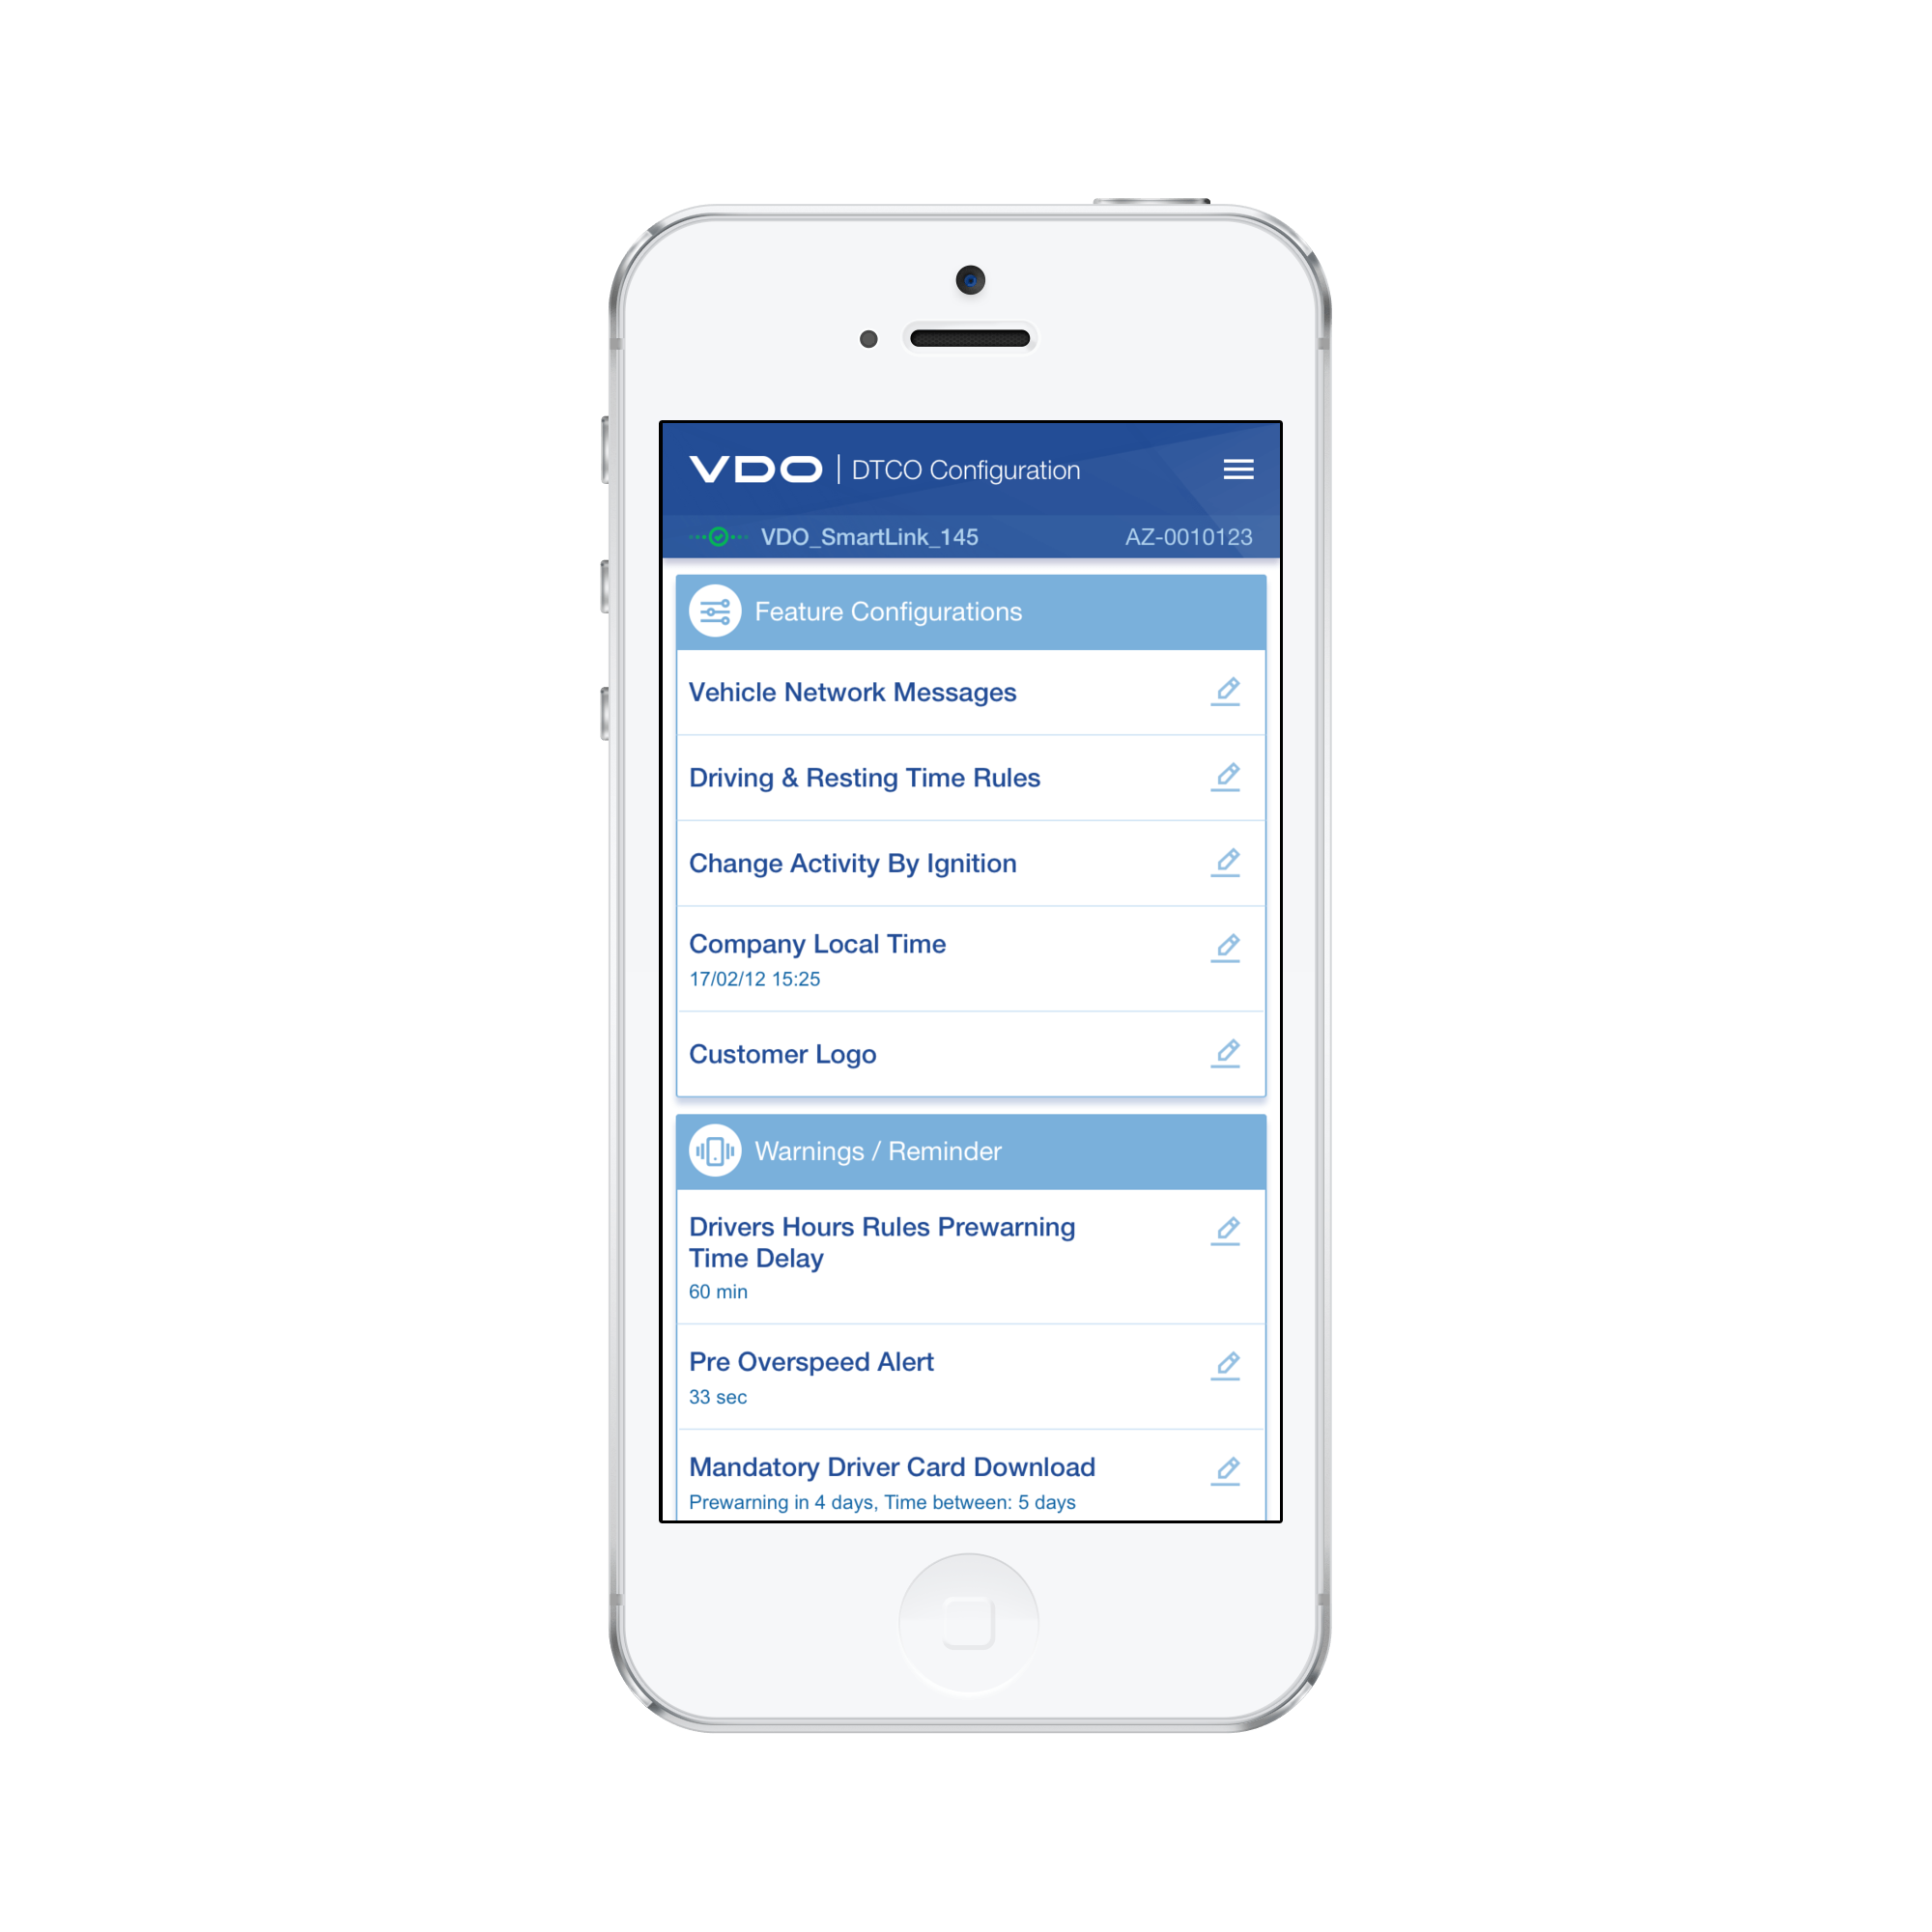 VDO | DTCO Configuration
VDO_SmartLink_145 AZ-0010123
Feature Configurations
Vehicle Network Messages
Driving & Resting Time Rules
Change Activity By Ignition
Company Local Time
17/02/12 15:25
Customer Logo
Warnings / Reminder
Drivers Hours Rules Prewarning
Time Delay
60 min
Pre Overspeed Alert
33 sec
Mandatory Driver Card Download
Prewarning in 4 days, Time between: 5 days